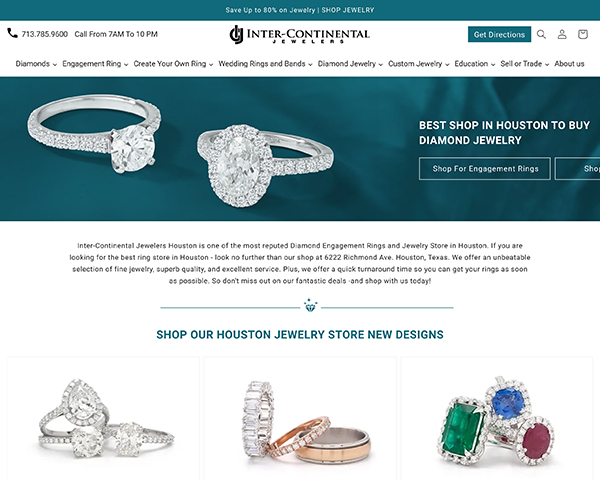 Save Up to 80% on Jewelry | SHOP JEWELRY
713.785.9600 Call From 7AM To 10 PM
INTER-CONTINENTAL
JEWELERS
Get Directions
Diamonds Engagement Ring Create Your Own Ring Wedding Rings and Bands Diamond Jewelry Custom Jewelry Education Sell or Trade About us
BEST SHOP IN HOUSTON TO BUY
DIAMOND JEWELRY
Shop For Engagement Rings
Shop
Inter-Continental Jewelers Houston is one of the most reputed Diamond Engagement Rings and Jewelry Store in Houston. If you are
looking for the best ring store in Houston - look no further than our shop at 6222 Richmond Ave. Houston, Texas. We offer an unbeatable
selection of fine jewelry, superb quality, and excellent service. Plus, we offer a quick turnaround time so you can get your rings as soon
as possible. So don't miss out on our fantastic deals -and shop with us today!
SHOP OUR HOUSTON JEWELRY STORE NEW DESIGNS